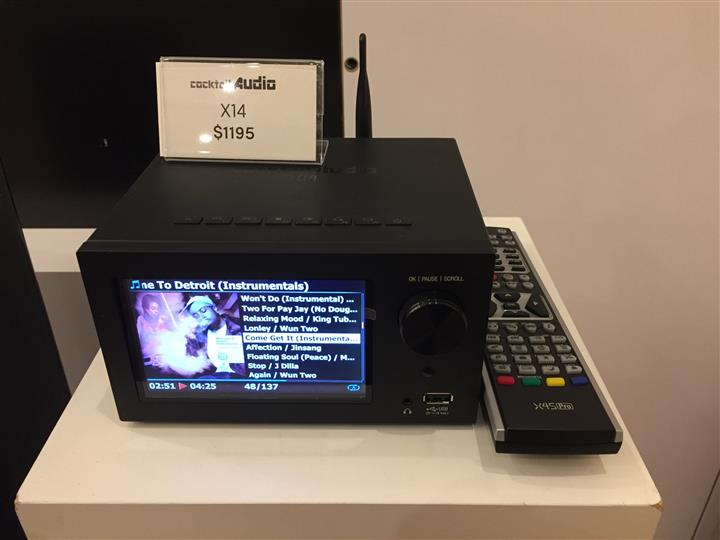 cocktail Audio
X14
$1195
OK | PAUSE | SCROLL
ne To Detroit (Instrumentals)
Won't Do (Instrumental) ...
Two For Pay Jay (No Doug...
Relaxing Mood / King Tub...
Lonley / Wun Two
Come Get It (Instrumenta...
Affection / Jinsang
Floating Soul (Peace) / M...
Stop / J Dilla
Again / Wun Two
02:51 04:25 48/137
USB
X45Pro